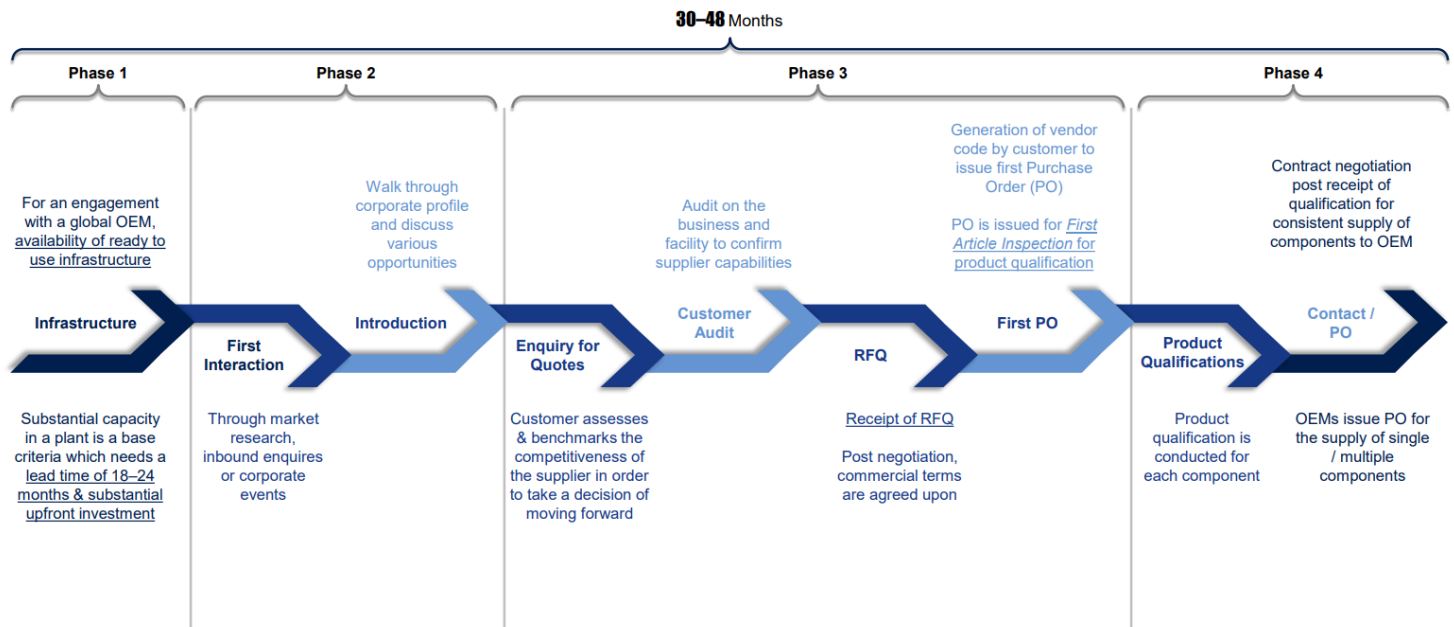 30–48 Months
Phase 1
Phase 2
Phase 3
Phase 4
For an engagement
with a global OEM,
availability of ready to
use infrastructure
Infrastructure
Substantial capacity
in a plant is a base
criteria which needs a
lead time of 18–24
months & substantial
upfront investment
First
Interaction
Through market
research,
inbound enquires
or corporate
events
Walk through
corporate profile
and discuss
various
opportunities
Introduction
Enquiry for
Quotes
Customer assesses
& benchmarks the
competitiveness of
the supplier in order
to take a decision of
moving forward
Audit on the
business and
facility to confirm
supplier capabilities
Customer
Audit
RFQ
Receipt of RFQ
Post negotiation,
commercial terms
are agreed upon
Generation of vendor
code by customer to
issue first Purchase
Order (PO)
PO is issued for First
Article Inspection for
product qualification
First PO
Product
Qualifications
Product
qualification is
conducted for
each component
Contract negotiation
post receipt of
qualification for
consistent supply of
components to OEM
Contact /
PO
OEMs issue PO for
the supply of single
/ multiple
components